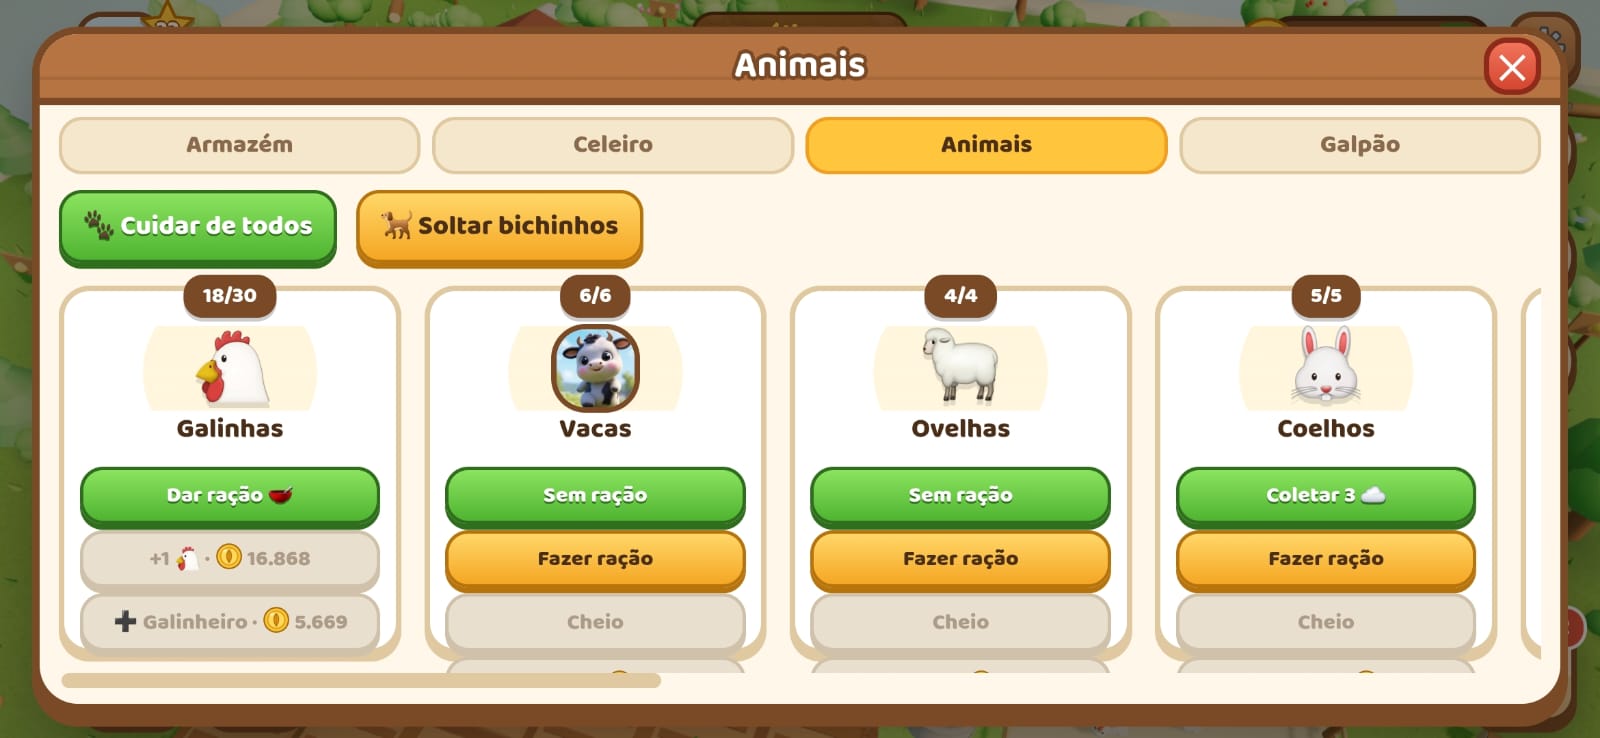 Animais
Armazém
Celeiro
Animais
Galpão
Cuidar de todos
Soltar bichinhos
18/30
6/6
4/4
5/5
Galinhas
Vacas
Ovelhas
Coelhos
Dar ração
Sem ração
Sem ração
Coletar 3
+1 · 16.868
Fazer ração
Fazer ração
Fazer ração
Galinheiro · 5.669
Cheio
Cheio
Cheio